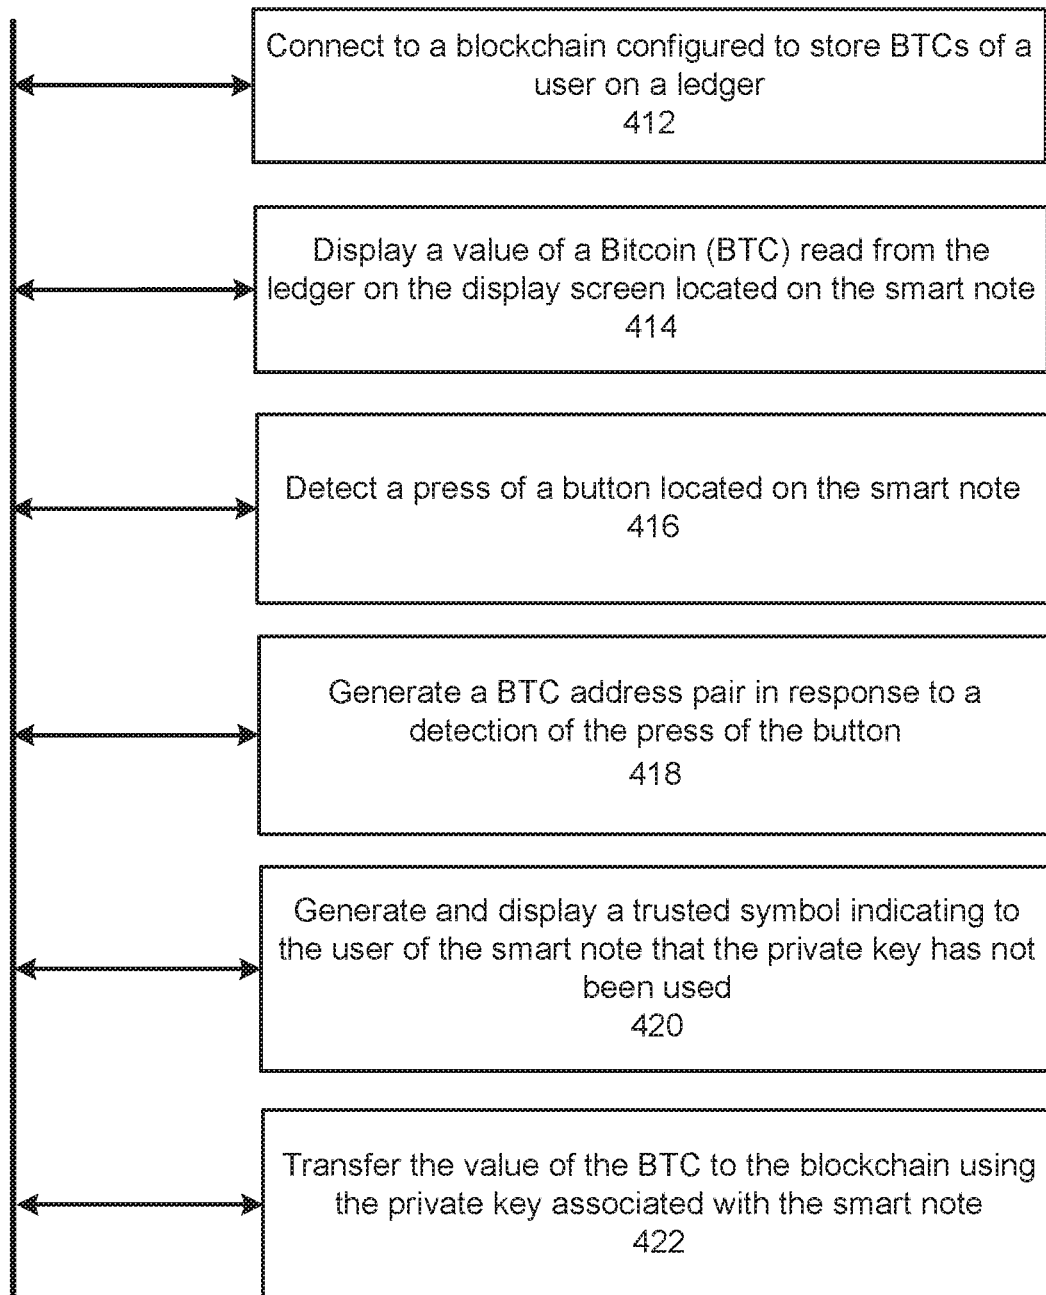 Connect to a blockchain configured to store BTCs of a
user on a ledger
412
Display a value of a Bitcoin (BTC) read from the
ledger on the display screen located on the smart note
414
Detect a press of a button located on the smart note
416
Generate a BTC address pair in response to a
detection of the press of the button
418
Generate and display a trusted symbol indicating to
the user of the smart note that the private key has not
been used
420
Transfer the value of the BTC to the blockchain using
the private key associated with the smart note
422